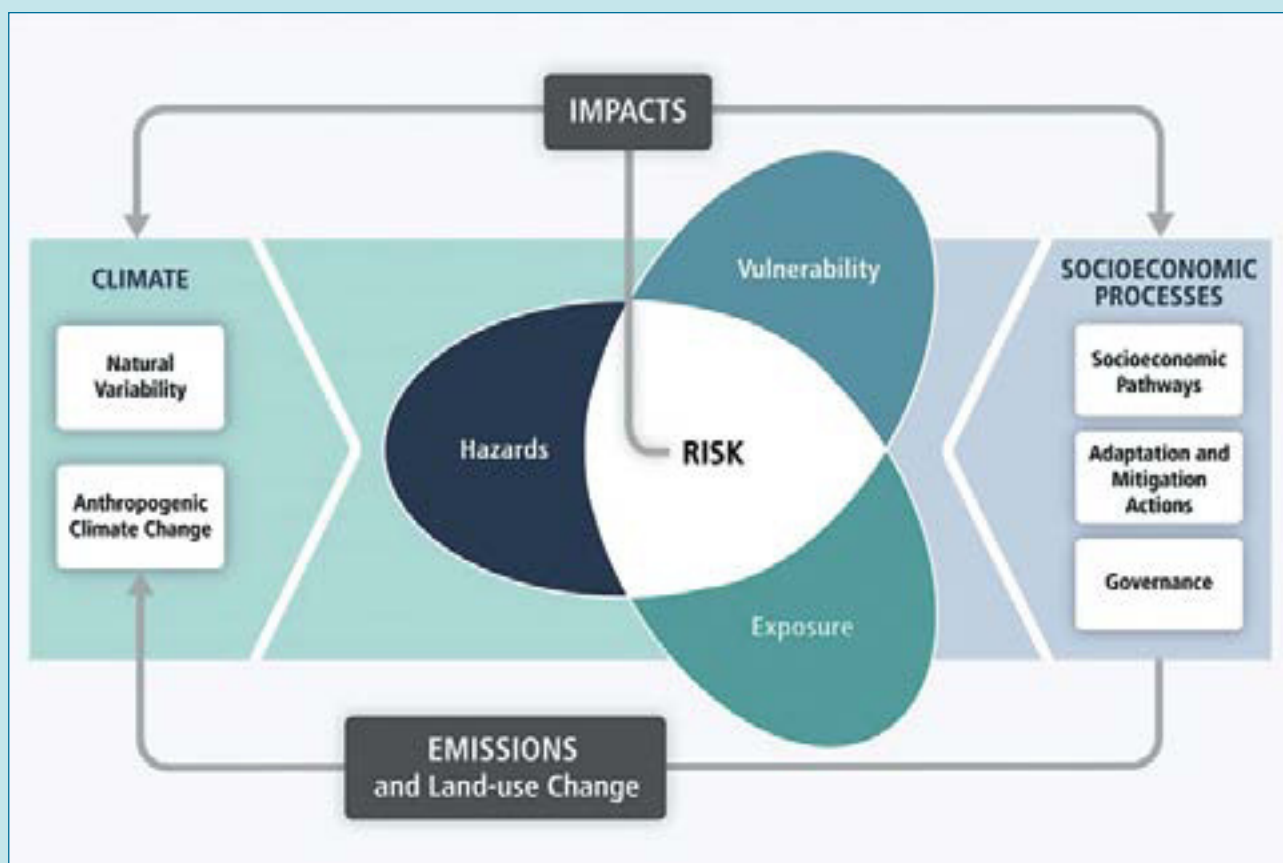 IMPACTS
CLIMATE
Natural
Variability
Anthropogenic
Climate Change
Hazards
Vulnerability
RISK
Exposure
SOCIOECONOMIC
PROCESSES
Socioeconomic
Pathways
Adaptation and
Mitigation
Actions
Governance
EMISSIONS
and Land-use Change